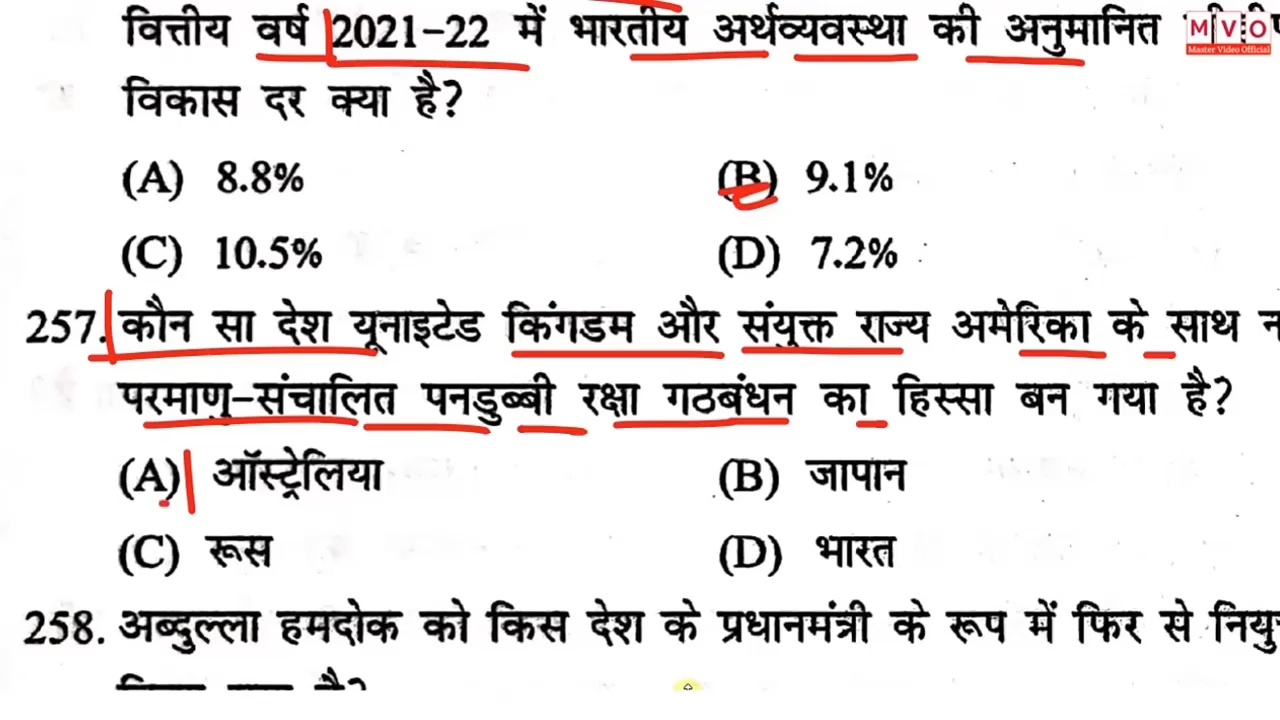 वित्तीय वर्ष 2021-22 में भारतीय अर्थव्यवस्था की अनुमानित
M V O
Master Video Official
विकास दर क्या है?
(A) 8.8% (B) 9.1%
(C) 10.5% (D) 7.2%
257. कौन सा देश यूनाइटेड किंगडम और संयुक्त राज्य अमेरिका के साथ
परमाणु-संचालित पनडुब्बी रक्षा गठबंधन का हिस्सा बन गया है?
(A) ऑस्ट्रेलिया (B) जापान
(C) रूस (D) भारत
258. अब्दुल्ला हमदोक को किस देश के प्रधानमंत्री के रूप में फिर से